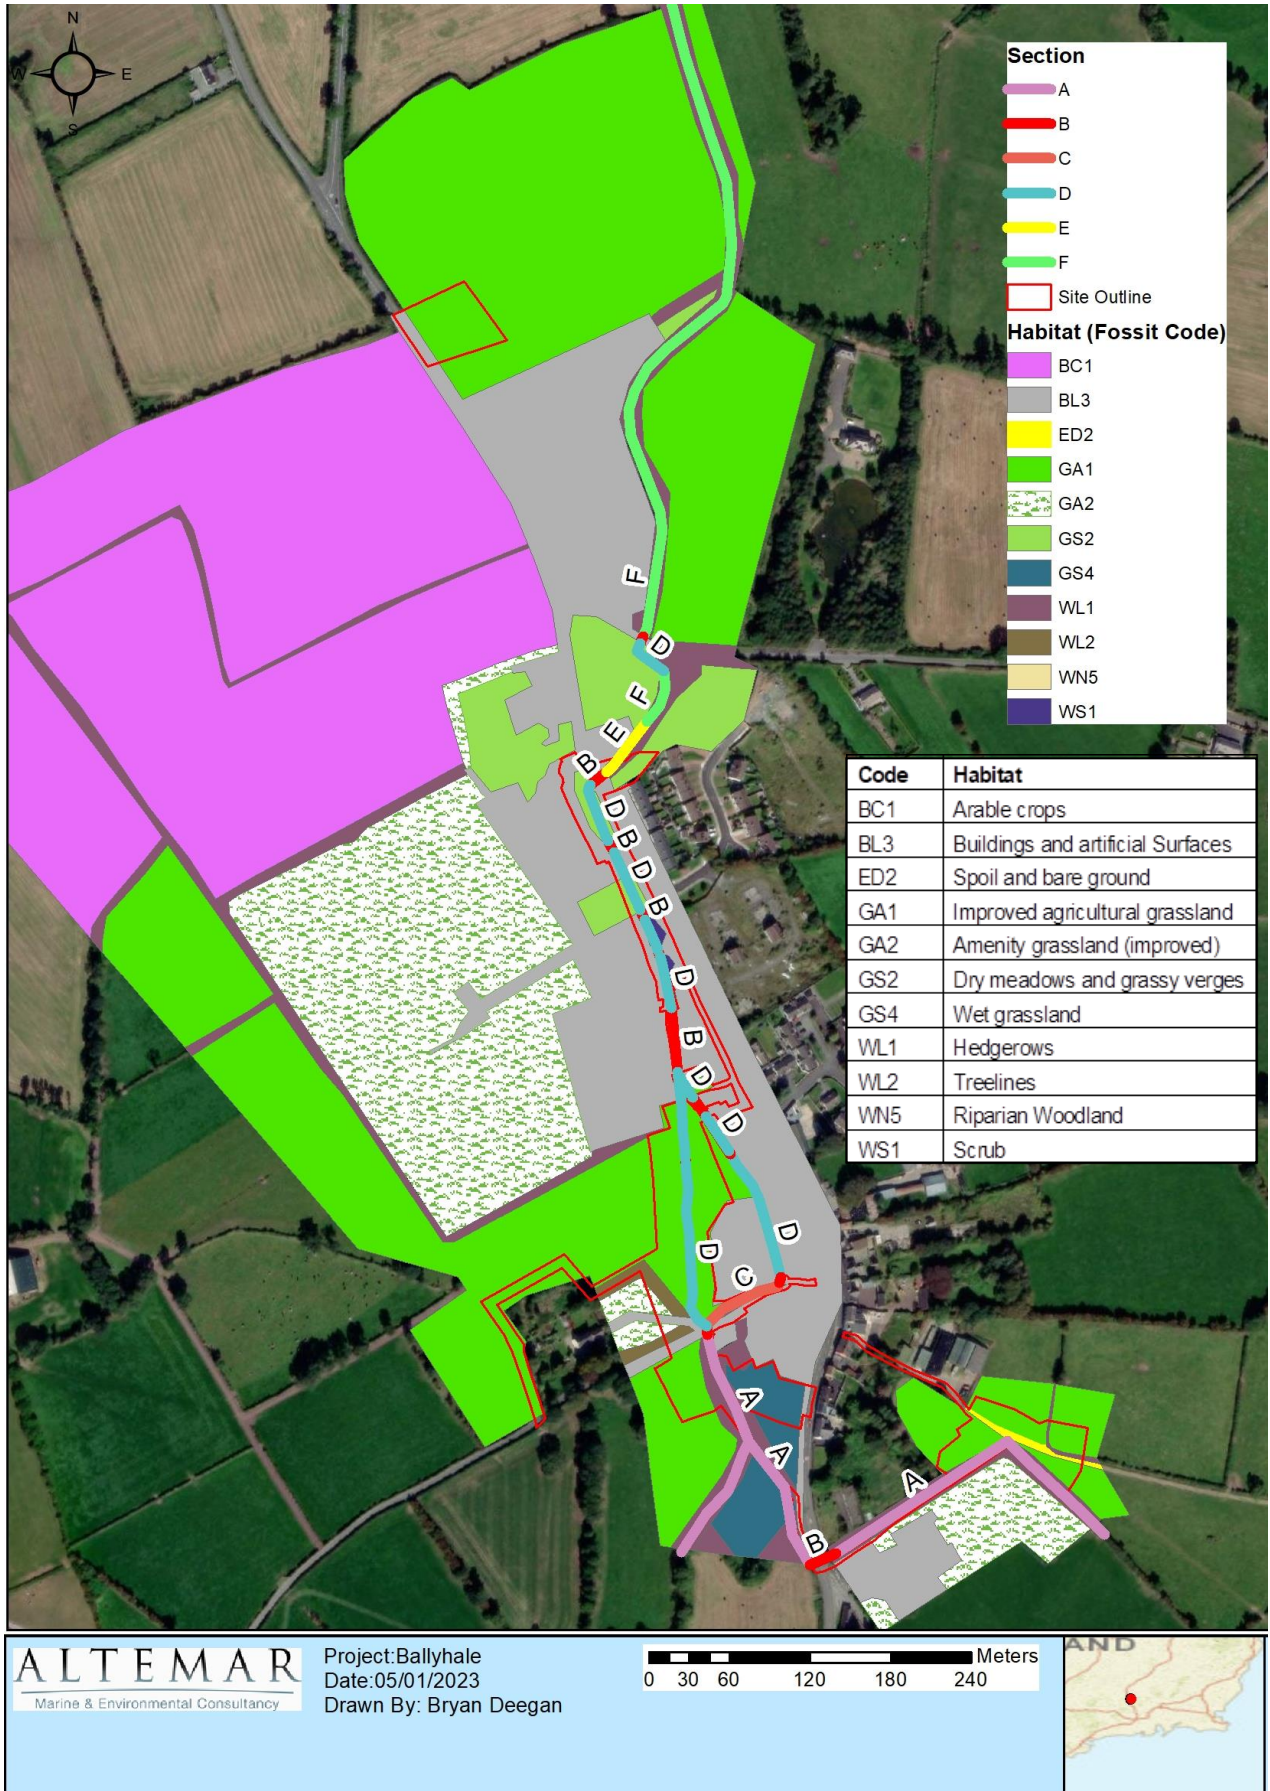 N
W E
S
Section
A
B
C
D
E
F
Site Outline
Habitat (Fossit Code)
BC1
BL3
ED2
GA1
GA2
GS2
GS4
WL1
WL2
WN5
WS1
Code Habitat
BC1 Arable crops
BL3 Buildings and artificial Surfaces
ED2 Spoil and bare ground
GA1 Improved agricultural grassland
GA2 Amenity grassland (improved)
GS2 Dry meadows and grassy verges
GS4 Wet grassland
WL1 Hedgerows
WL2 Treelines
WN5 Riparian Woodland
WS1 Scrub
F
D
F
E
B
D
B
D
B
D
B
D
D
D
D
C
A
A
A
B
ALTEMAR
Marine & Environmental Consultancy
Project:Ballyhale
Date:05/01/2023
Drawn By: Bryan Deegan
Meters
0 30 60 120 180 240
AND